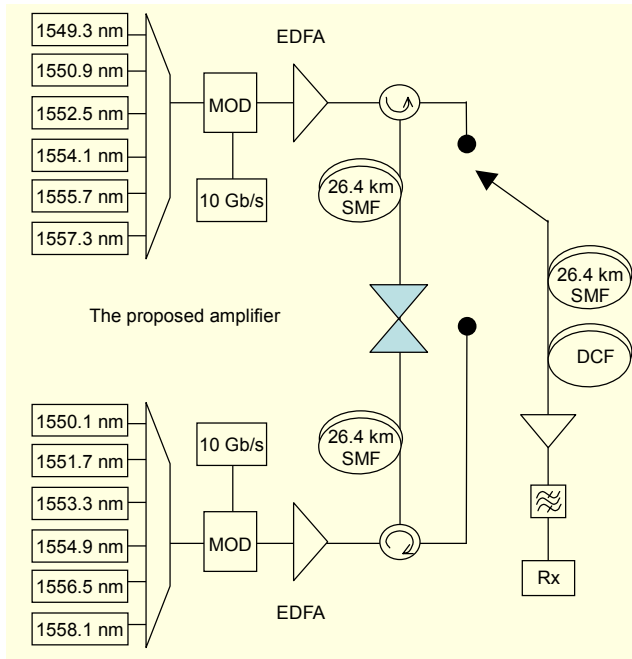 1549.3 nm
1550.9 nm
1552.5 nm
1554.1 nm
1555.7 nm
1557.3 nm
MOD
10 Gb/s
EDFA
26.4 km
SMF
26.4 km
SMF
DCF
The proposed amplifier
1550.1 nm
1551.7 nm
1553.3 nm
1554.9 nm
1556.5 nm
1558.1 nm
10 Gb/s
MOD
EDFA
26.4 km
SMF
Rx